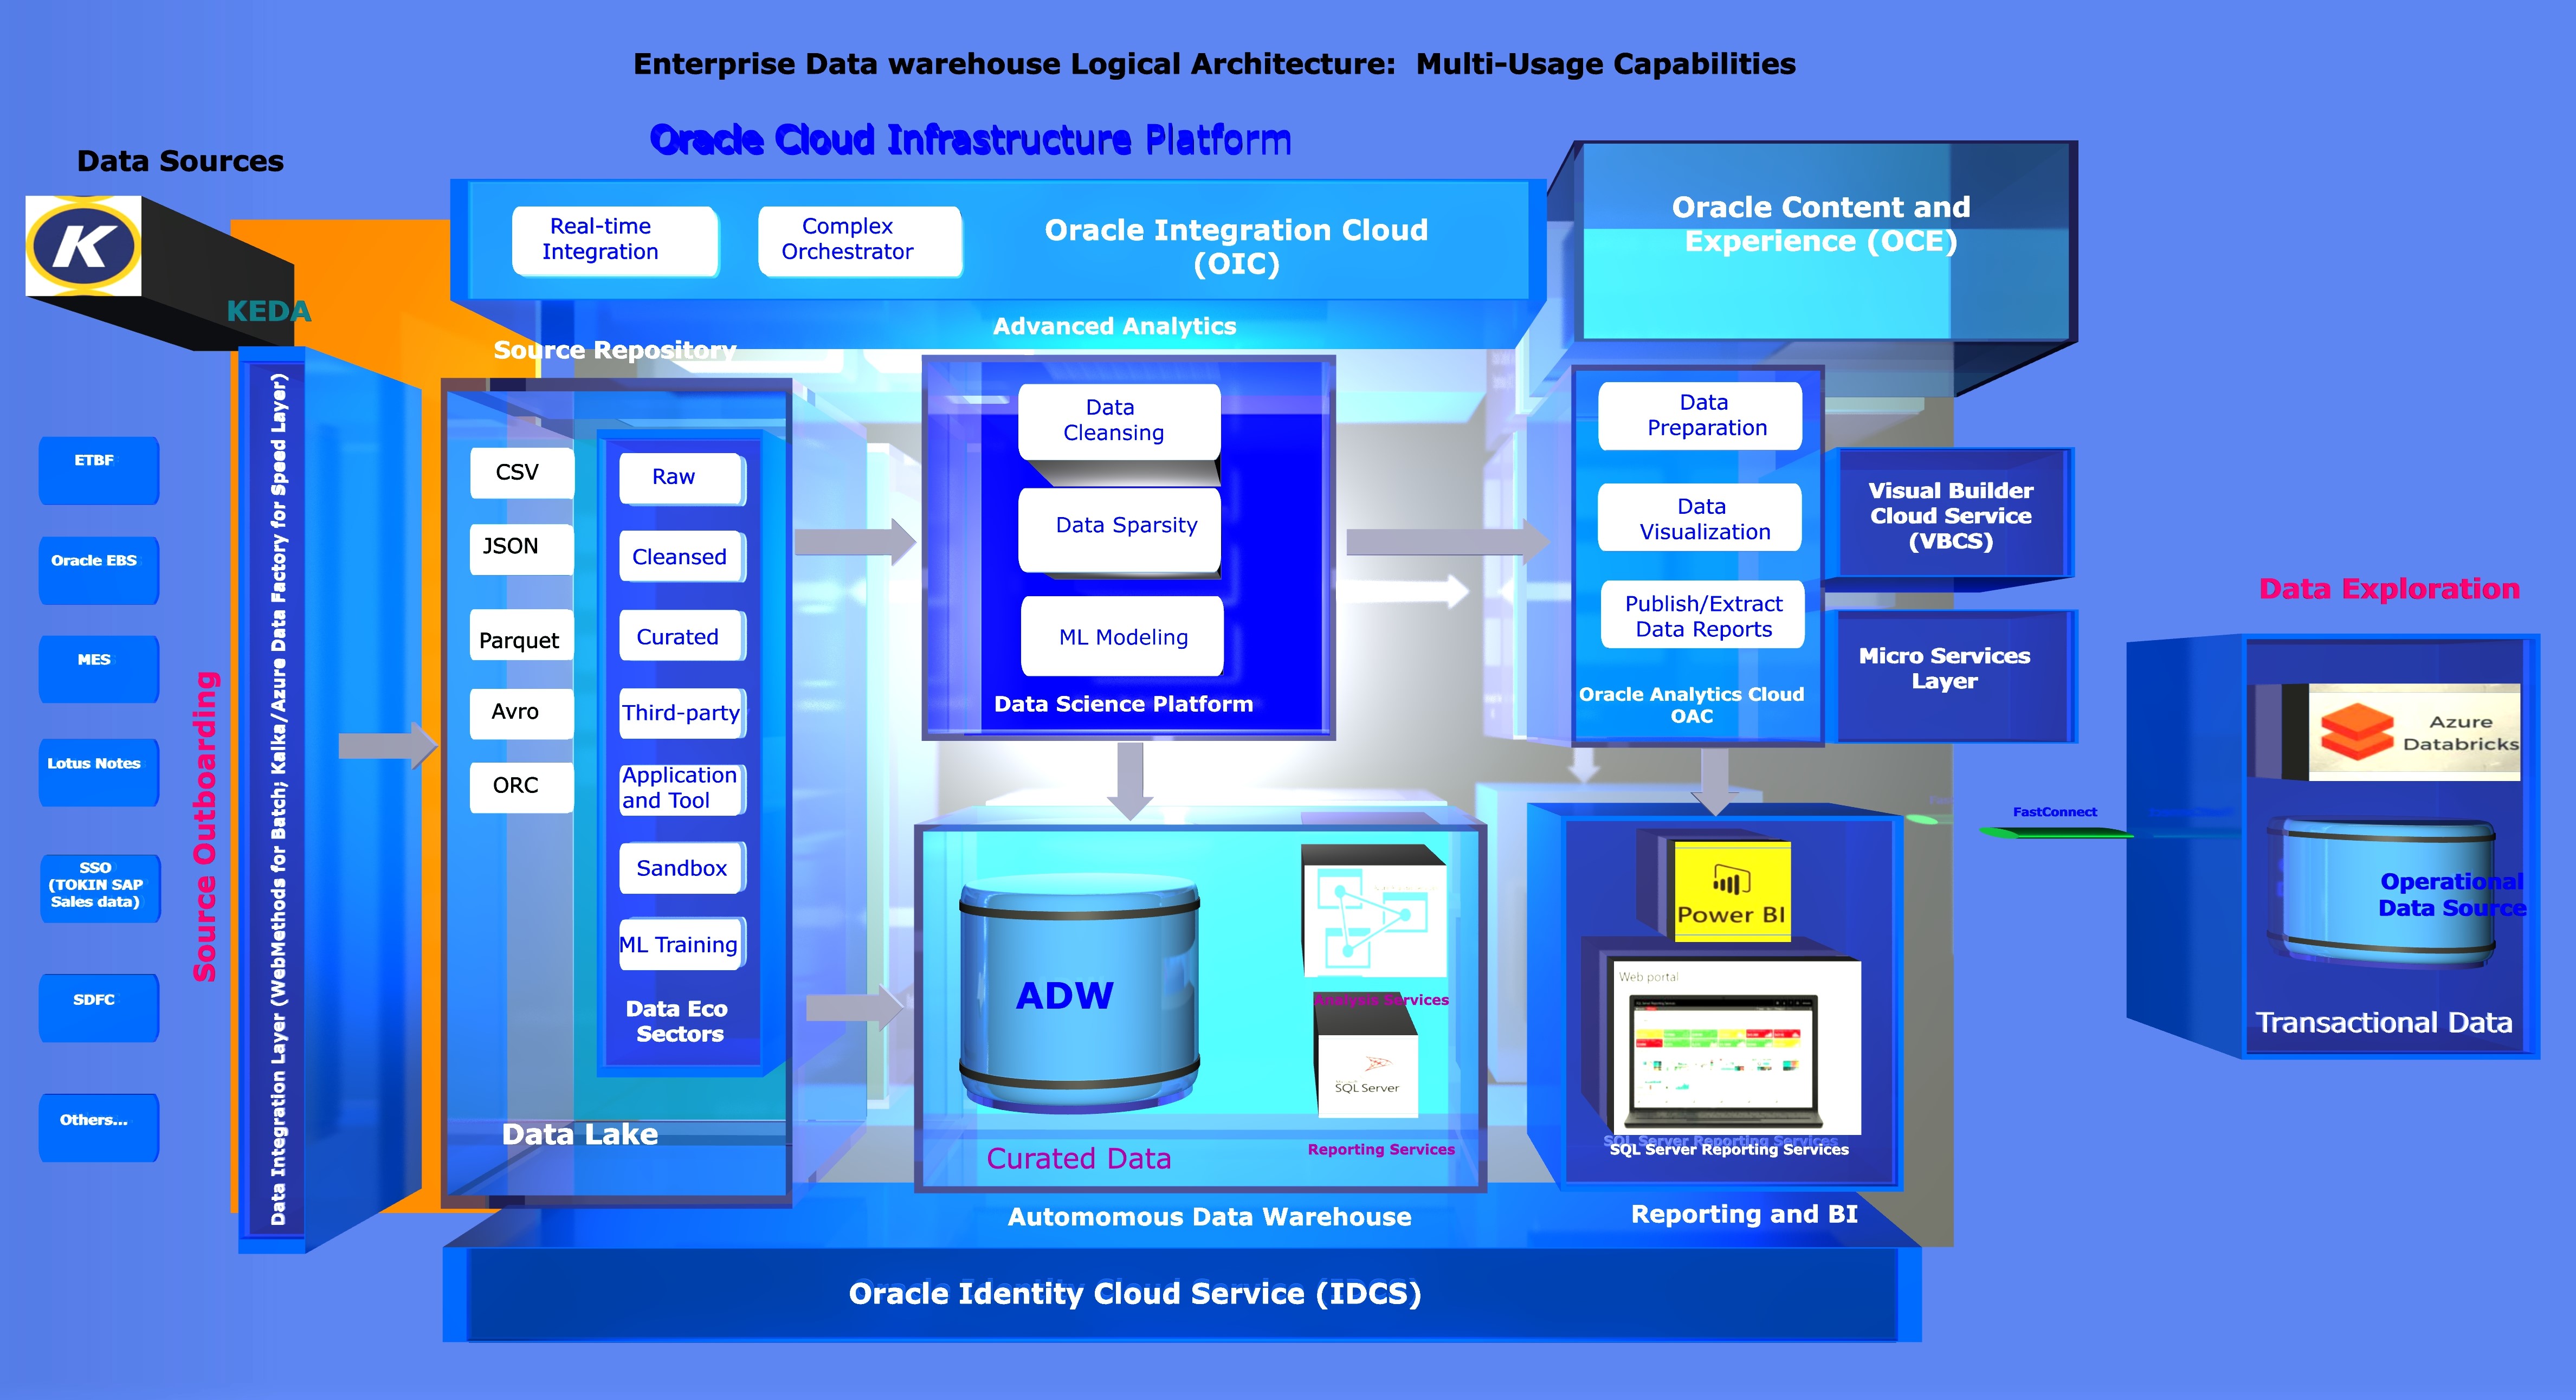 Enterprise Data warehouse Logical Architecture:  Multi-Usage Capabilities
Oracle Cloud Infrastructure Platform
Data Sources
K
KEDA
ETBF
Oracle EBS
MES
Lotus Notes
SSO
(TOKIN SAP
Sales data)
SDFC
Others...
Source Outboarding
Data Integration Layer (WebMethods for Batch; Kalka/Azure Data Factory for Speed Layer)
Real-time
Integration
Complex
Orchestrator
Oracle Integration Cloud
(OIC)
Oracle Content and
Experience (OCE)
Source Repository
CSV
JSON
Parquet
Avro
ORC
Raw
Cleansed
Curated
Third-party
Application
and Tool
Sandbox
ML Training
Data Eco
Sectors
Data Lake
Advanced Analytics
Data
Cleansing
Data Sparsity
ML Modeling
Data Science Platform
Data
Preparation
Data
Visualization
Publish/Extract
Data Reports
Oracle Analytics Cloud
OAC
Visual Builder
Cloud Service
(VBCS)
Micro Services
Layer
ADW
Analysis Services
SQL Server
Reporting Services
Curated Data
Automomous Data Warehouse
Power BI
Web portal
SQL Server Reporting Services
SQL Server Reporting Services
Reporting and BI
FastConnect
Data Exploration
Azure
Databricks
Operational
Data Source
Transactional Data
Oracle Identity Cloud Service (IDCS)